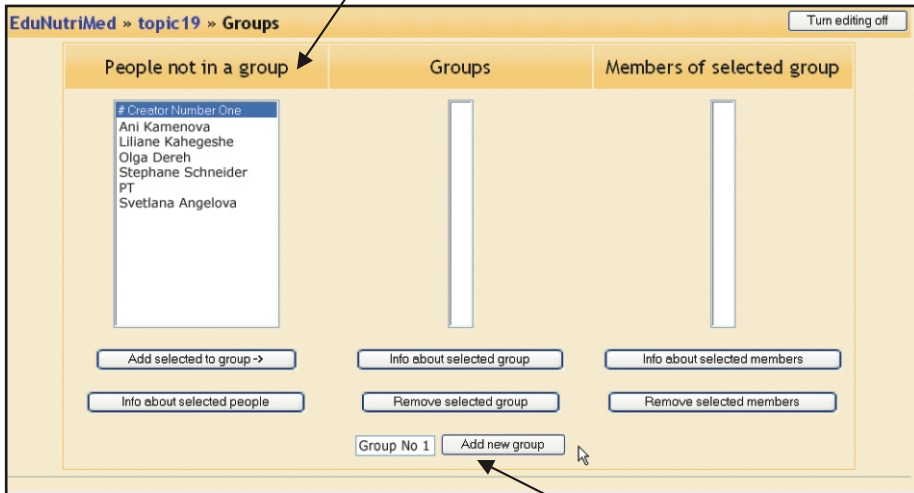 EduNutriMed » topic19 » Groups
Turn editing off
People not in a group
Groups
Members of selected group
# Creator Number One
Ani Kamenova
Liliane Kahegeshe
Olga Dereh
Stephane Schneider
PT
Svetlana Angelova
Add selected to group ->
Info about selected group
Info about selected members
Info about selected people
Remove selected group
Remove selected members
Group No 1
Add new group